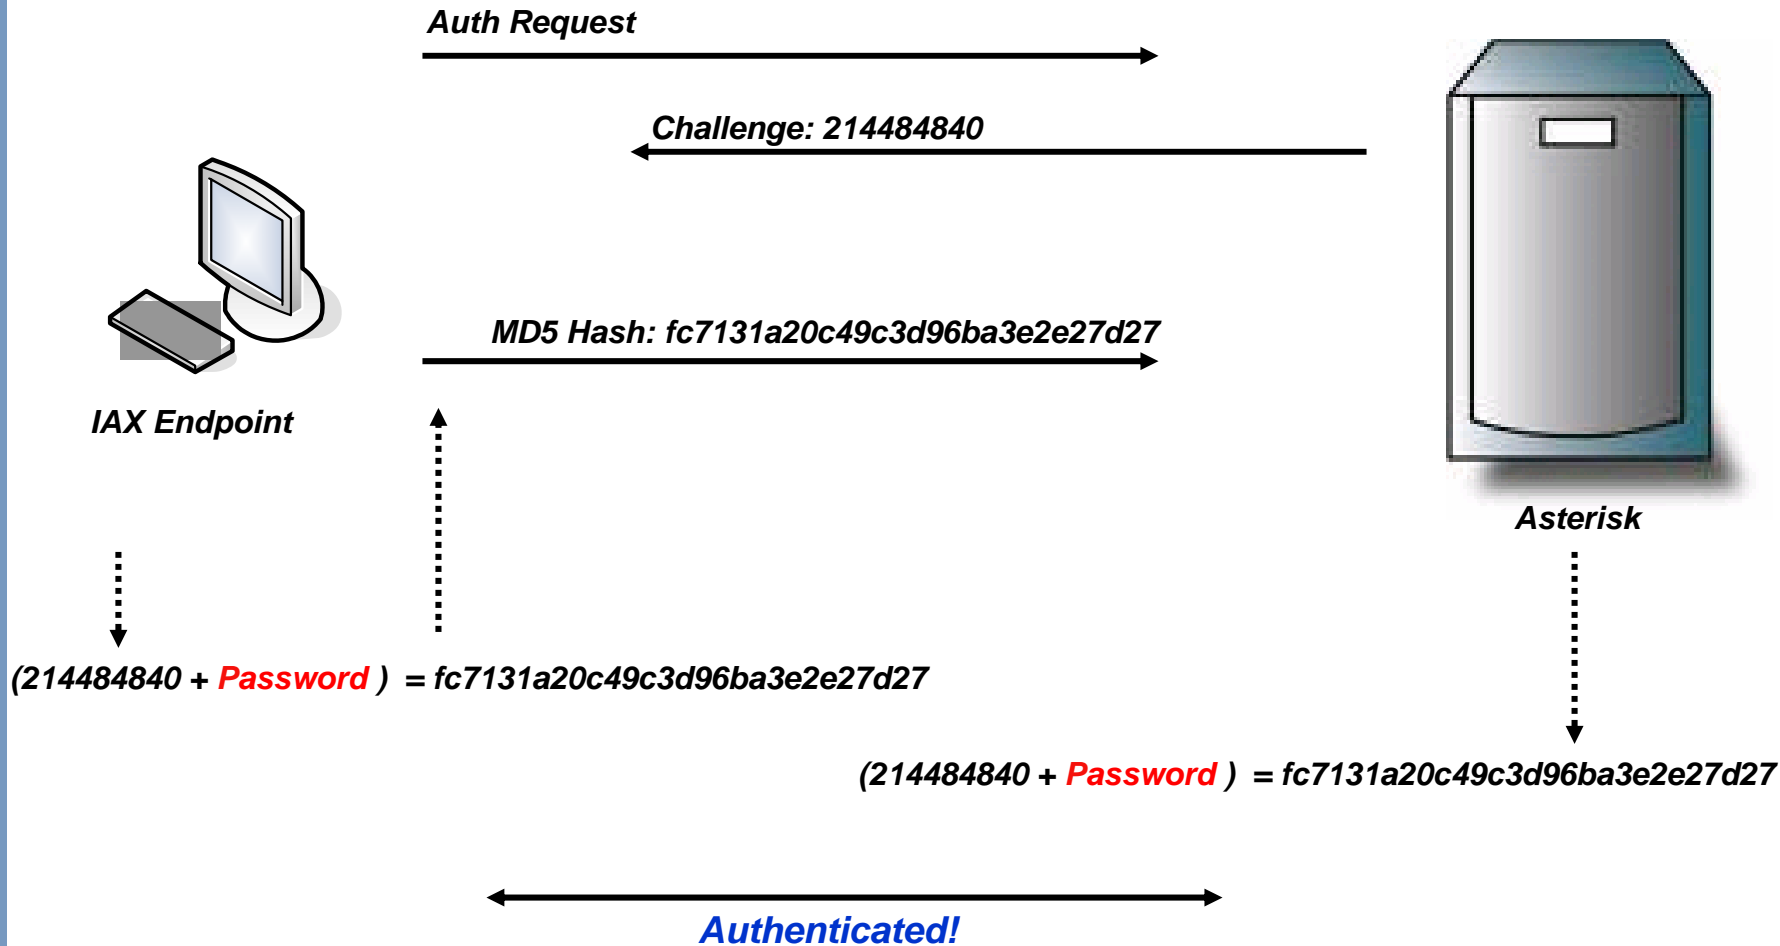 Auth Request
Challenge: 214484840
MD5 Hash: fc7131a20c49c3d96ba3e2e27d27
IAX Endpoint
Asterisk
(214484840 + Password ) = fc7131a20c49c3d96ba3e2e27d27
(214484840 + Password ) = fc7131a20c49c3d96ba3e2e27d27
Authenticated!